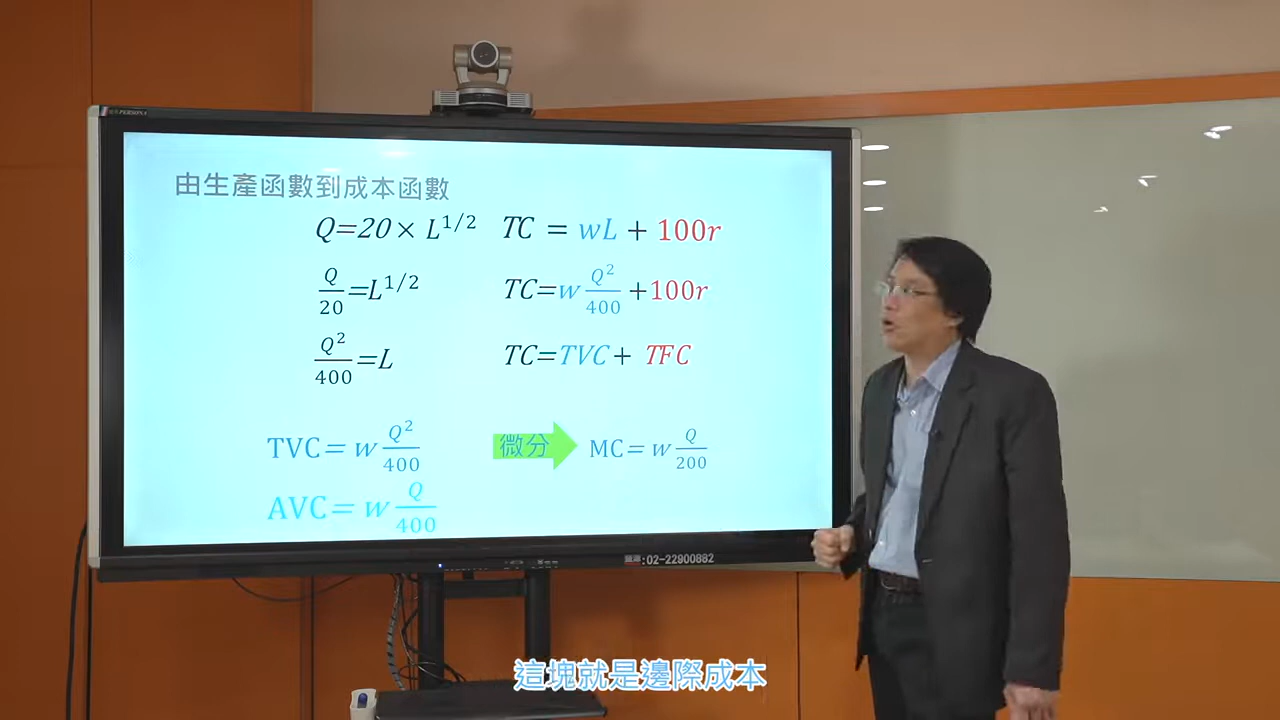 由生產函數到成本函數
Q=20× L^{1/2} TC = wL + 100r
Q/20=L^{1/2} TC=w Q²/400 +100r
Q²/400=L TC=TVC+ TFC
TVC= w Q²/400 微分 MC= w Q/200
AVC= w Q/400
:02-22900882
這塊就是邊際成本